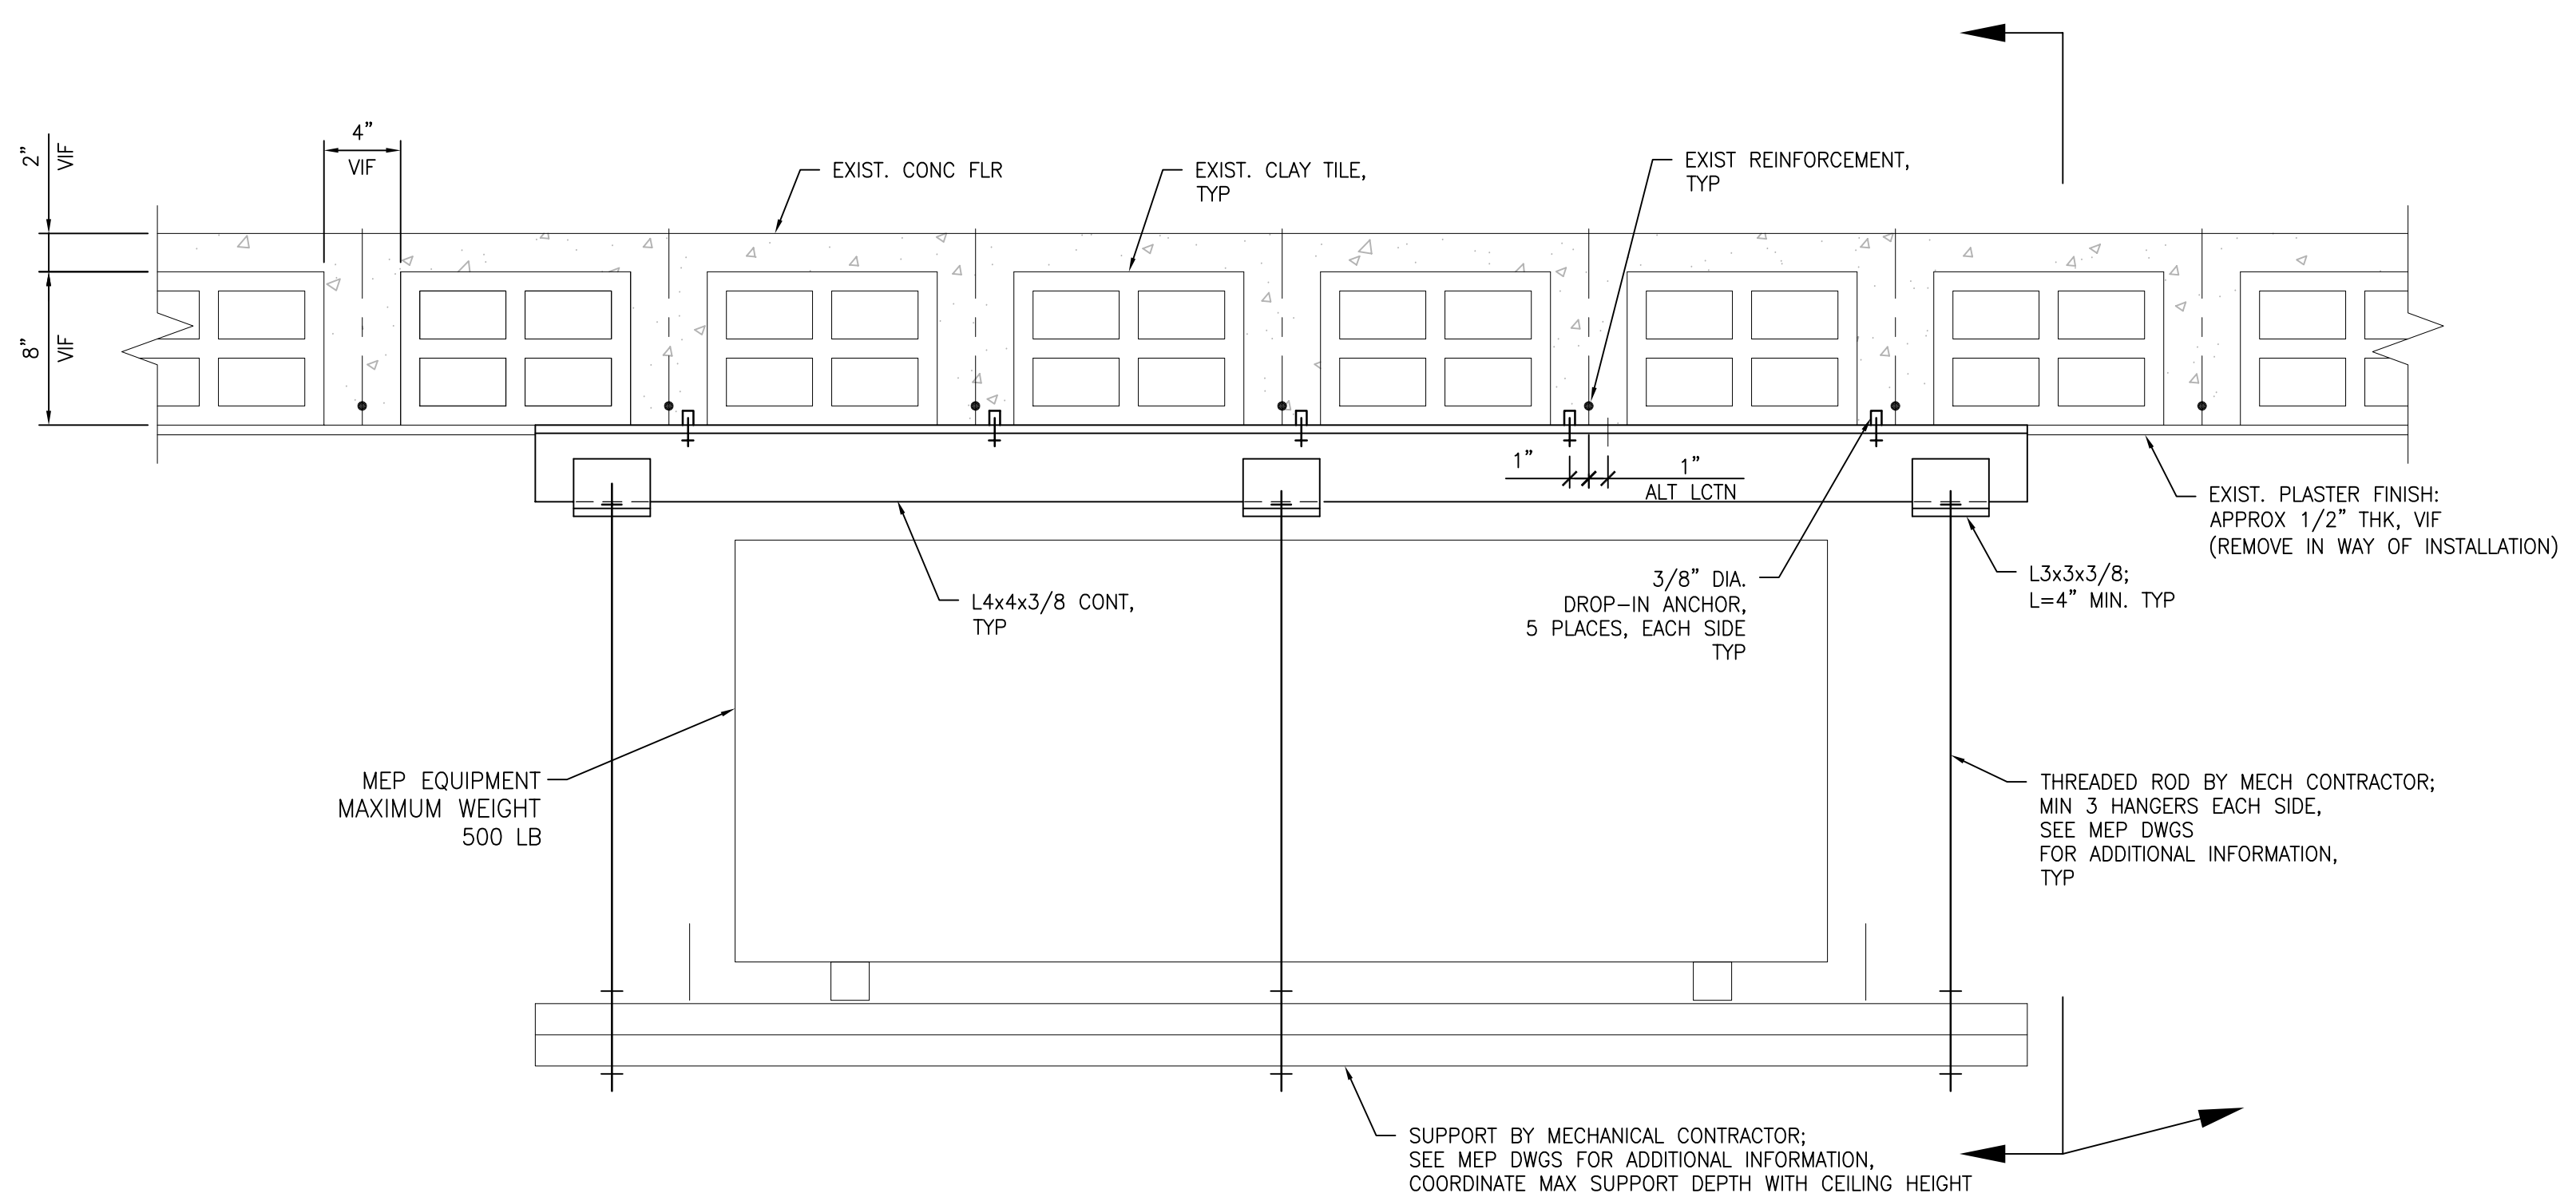 4”
VIF
2”
VIF
8”
VIF
EXIST. CONC FLR
EXIST. CLAY TILE,
TYP
EXIST REINFORCEMENT,
TYP
1”
1”
ALT LCTN
EXIST. PLASTER FINISH:
APPROX 1/2” THK, VIF
(REMOVE IN WAY OF INSTALLATION)
L3x3x3/8;
L=4” MIN. TYP
3/8” DIA.
DROP-IN ANCHOR,
5 PLACES, EACH SIDE
TYP
L4x4x3/8 CONT,
TYP
MEP EQUIPMENT
MAXIMUM WEIGHT
500 LB
THREADED ROD BY MECH CONTRACTOR;
MIN 3 HANGERS EACH SIDE,
SEE MEP DWGS
FOR ADDITIONAL INFORMATION,
TYP
SUPPORT BY MECHANICAL CONTRACTOR;
SEE MEP DWGS FOR ADDITIONAL INFORMATION,
COORDINATE MAX SUPPORT DEPTH WITH CEILING HEIGHT